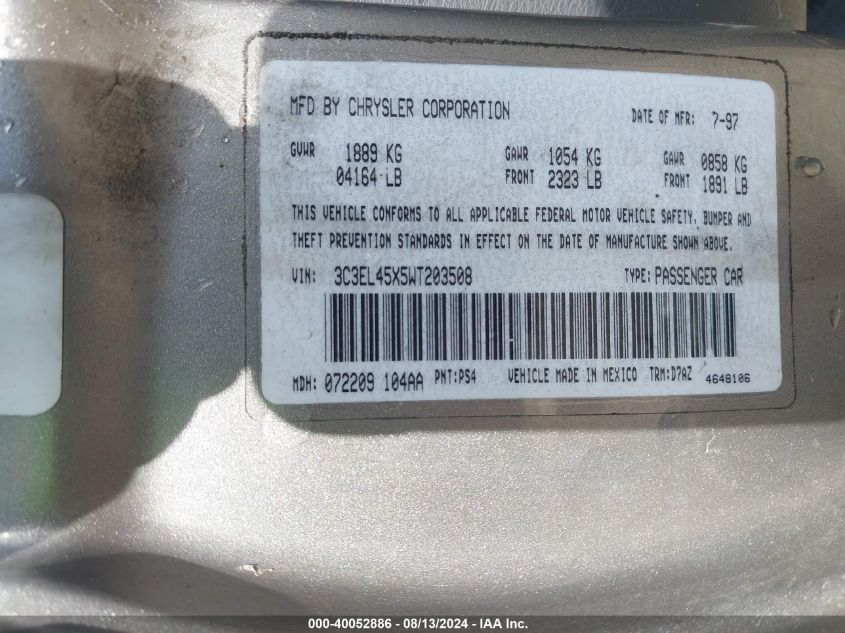 MFD BY CHRYSLER CORPORATION DATE OF MFR: 7-97
GVWR 1889 KG GAWR 1054 KG GAWR 0858 KG
04164 LB FRONT 2323 LB FRONT 1891 LB
THIS VEHICLE CONFORMS TO ALL APPLICABLE FEDERAL MOTOR VEHICLE SAFETY, BUMPER AND
THEFT PREVENTION STANDARDS IN EFFECT ON THE DATE OF MANUFACTURE SHOWN ABOVE.
VIN: 3C3EL45X5WT203508 TYPE: PASSENGER CAR
MDH: 072209 104AA PNT: PS4 VEHICLE MADE IN MEXICO TRM: D7AZ 4648106
000-40052886 - 08/13/2024 - IAA Inc.